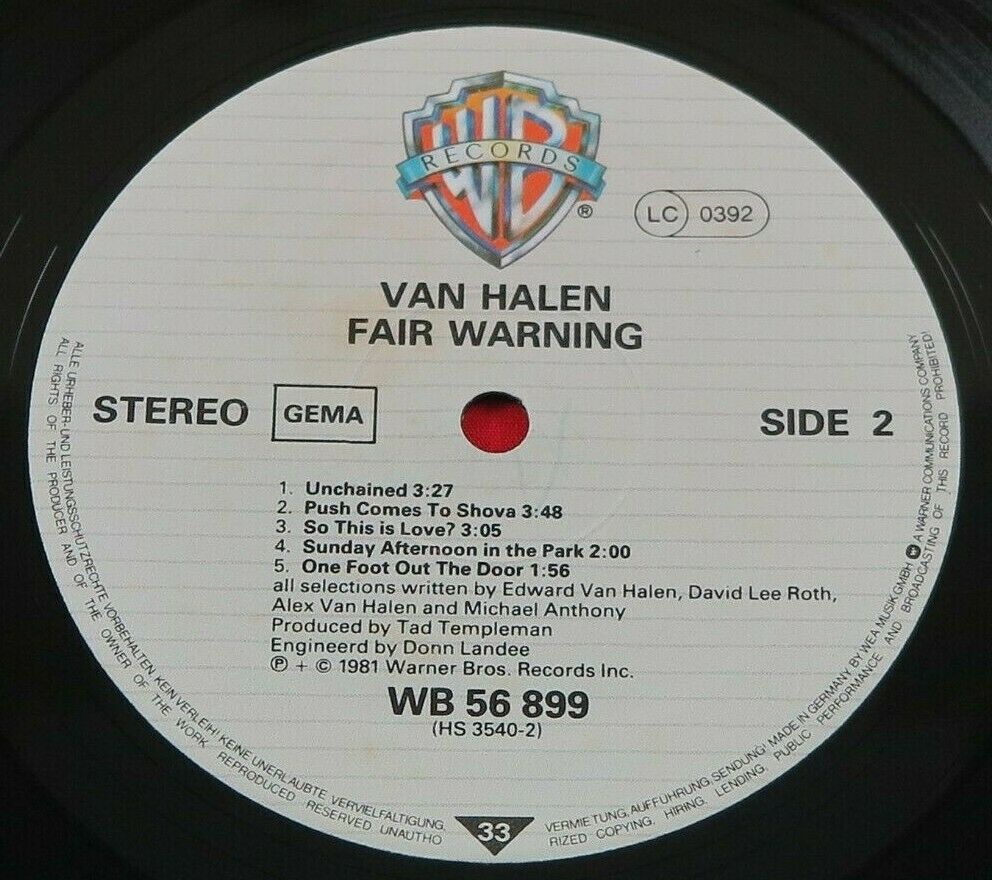 WB
RECORDS
®
LC 0392
VAN HALEN
FAIR WARNING
STEREO
GEMA
SIDE 2
1. Unchained 3:27
2. Push Comes To Shova 3:48
3. So This is Love? 3:05
4. Sunday Afternoon in the Park 2:00
5. One Foot Out The Door 1:56
all selections written by Edward Van Halen, David Lee Roth,
Alex Van Halen and Michael Anthony
Produced by Tad Templeman
Engineerd by Donn Landee
℗ + © 1981 Warner Bros. Records Inc.
WB 56 899
(HS 3540-2)
33
ALLE URHEBER-UND LEISTUNGSSCHUTZRECHTE VORBEHALTEN KEIN VERLEIH! KEINE UNERLAUBTE VERVIELFALTIGUNG,
VERMIETUNG, AUFFUHRUNG, SENDUNG! MADE IN GERMANY BY WEA MUSIK GMBH A WARNER COMMUNICATIONS COMPANY
ALL RIGHTS OF THE PRODUCER AND OF THE OWNER OF THE WORK REPRODUCED RESERVED UNAUTHO
RIZED COPYING, HIRING, LENDING PUBLIC PERFORMANCE AND BROADCASTING OF THIS RECORD PROHIBITED!